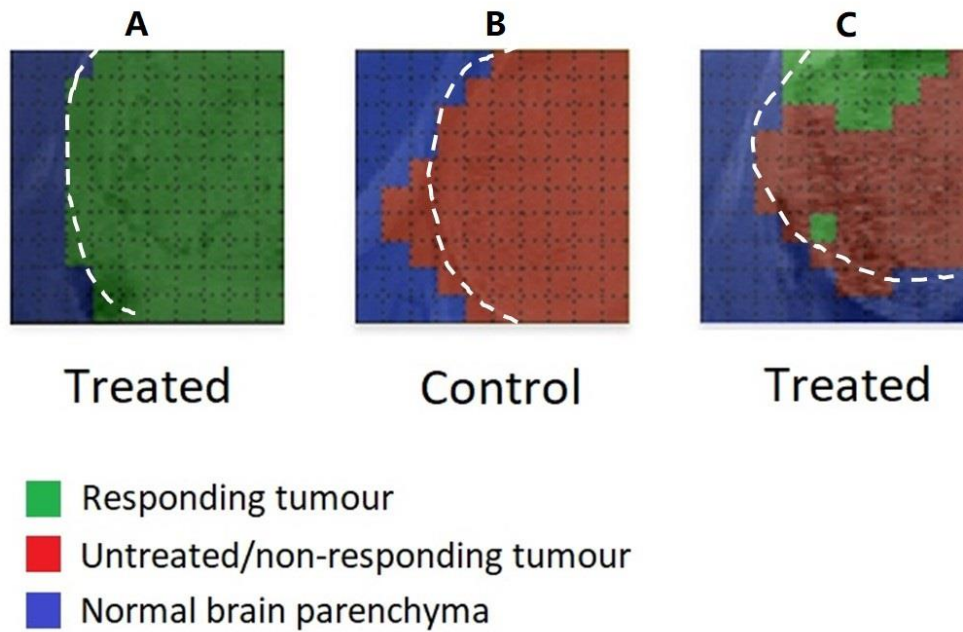 A B C
Treated Control Treated
Responding tumour
Untreated/non-responding tumour
Normal brain parenchyma